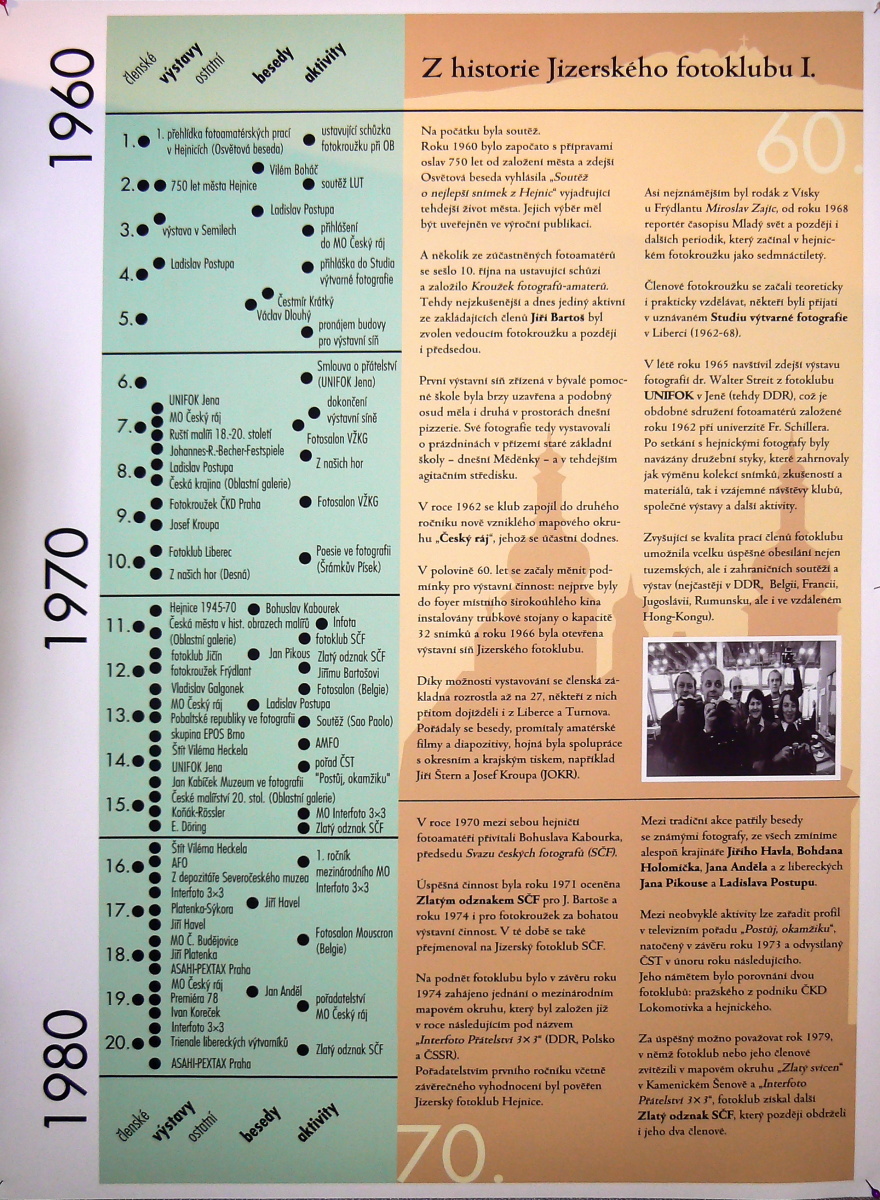 1960
1970
1980
členské
výstavy
ostatní
besedy
aktivity
1.
1. přehlídka fotoamatérských prací
v Hejnicích (Osvětová beseda)
ustavující schůzka
fotokroužku při OB
Vilém Boháč
2.
750 let města Hejnice
soutěž LUT
Ladislav Postupa
3.
výstava v Semilech
přihlášení
do MO Český ráj
4.
Ladislav Postupa
přihláška do Studia
výtvarné fotografie
Čestmír Krátký
Václav Dlouhý
5.
pronájem budovy
pro výstavní síň
6.
Smlouva o přátelství
(UNIFOK Jena)
UNIFOK Jena
dokončení
výstavní síně
7.
MO Český ráj
Ruští malíři 18.-20. století
Fotosalon VŽKG
Johannes-R.-Becher-Festspiele
8.
Ladislav Postupa
Z našich hor
Česká krajina (Oblastní galerie)
9.
Fotokroužek ČKD Praha
Fotosalon VŽKG
Josef Kroupa
10.
Fotoklub Liberec
Poesie ve fotografii
(Šrámkův Písek)
Z našich hor (Desná)
Hejnice 1945-70
Bohuslav Kabourek
11.
Česká města v hist. obrazech malířů
(Oblastní galerie)
Infota
fotoklub SČF
fotoklub Jičín
Jan Pikous
Zlatý odznak SČF
Jiřímu Bartošovi
12.
fotokroužek Frýdlant
Vladislav Galgonek
Fotosalon (Belgie)
MO Český ráj
Ladislav Postupa
13.
Pobaltské republiky ve fotografii
Soutěž (Sao Paolo)
skupina EPOS Brno
Štít Viléma Heckela
AMFO
14.
UNIFOK Jena
pořad ČST
"Postůj, okamžiku"
Jan Kabíček Muzeum ve fotografii
15.
České malířství 20. stol. (Oblastní galerie)
Koňák-Rössler
MO Interfoto 3×3
E. Döring
Zlatý odznak SČF
Štít Viléma Heckela
16.
AFO
1. ročník
mezinárodního MO
Interfoto 3×3
Z depozitáře Severočeského muzea
Interfoto 3×3
17.
Platenka-Sýkora
Jiří Havel
Jiří Havel
MO Č. Budějovice
Fotosalon Mouscron
(Belgie)
18.
Jiří Platenka
ASAHI-PEXTAX Praha
MO Český ráj
Jan Anděl
19.
Premiéra 78
pořadatelství
MO Český ráj
Ivan Koreček
Interfoto 3×3
20.
Trienale libereckých výtvarníků
Zlatý odznak SČF
ASAHI-PEXTAX Praha
členské
výstavy
ostatní
besedy
aktivity
Z historie Jizerského fotoklubu I.
60.
Na počátku byla soutěž.
Roku 1960 bylo započato s přípravami
oslav 750 let od založení města a zdejší
Osvětová beseda vyhlásila „Soutěž
o nejlepší snímek z Hejnic" vyjadřující
tehdejší život města. Jejich výběr měl
být uveřejněn ve výroční publikaci.
A několik ze zúčastněných fotoamatérů
se sešlo 10. října na ustavující schůzi
a založilo Kroužek fotografů-amaterů.
Tehdy nejzkušenější a dnes jediný aktivní
ze zakládajících členů Jiří Bartoš byl
zvolen vedoucím fotokroužku a později
i předsedou.
První výstavní síň zřízená v bývalé pomoc-
né škole byla brzy uzavřena a podobný
osud měla i druhá v prostorách dnešní
pizzerie. Své fotografie tedy vystavovali
o prázdninách v přízemí staré základní
školy – dnešní Měděnky – a v tehdejším
agitačním středisku.
V roce 1962 se klub zapojil do druhého
ročníku nově vzniklého mapového okru-
hu „Český ráj", jehož se účastní dodnes.
V polovině 60. let se začaly měnit pod-
mínky pro výstavní činnost: nejprve byly
do foyer místního širokoúhlého kina
instalovány trubkové stojany o kapacitě
32 snímků a roku 1966 byla otevřena
výstavní síň Jizerského fotoklubu.
Díky možnosti vystavování se členská zá-
kladna rozrostla až na 27, někteří z nich
přitom dojížděli i z Liberce a Turnova.
Pořádaly se besedy, promítaly amatérské
filmy a diapozitivy, hojná byla spolupráce
s okresním a krajským tiskem, například
Jiří Štern a Josef Kroupa (JOKR).
Asi nejznámějším byl rodák z Vísky
u Frýdlantu Miroslav Zajíc, od roku 1968
reportér časopisu Mladý svět a později i
dalších periodik, který začínal v hejnic-
kém fotokroužku jako sedmnáctiletý.
Členové fotokroužku se začali teoreticky
i prakticky vzdělávat, někteří byli přijati
v uznávaném Studiu výtvarné fotografie
v Liberci (1962-68).
V létě roku 1965 navštívil zdejší výstavu
fotografií dr. Walter Streit z fotoklubu
UNIFOK v Jeně (tehdy DDR), což je
obdobné sdružení fotoamatérů založené
roku 1962 při univerzitě Fr. Schillera.
Po setkání s hejnickými fotografy byly
navázány družební styky, které zahrnovaly
jak výměnu kolekcí snímků, zkušeností a
materiálů, tak i vzájemné návštěvy klubů,
společné výstavy a další aktivity.
Zvyšující se kvalita prací členů fotoklubu
umožnila vcelku úspěšné obesílání nejen
tuzemských, ale i zahraničních soutěží a
výstav (nejčastěji v DDR, Belgii, Francii,
Jugoslávii, Rumunsku, ale i ve vzdáleném
Hong-Kongu).
V roce 1970 mezi sebou hejničtí
fotoamatéři přivítali Bohuslava Kabourka,
předsedu Svazu českých fotografů (SČF).
Úspěšná činnost byla roku 1971 oceněna
Zlatým odznakem SČF pro J. Bartoše a
roku 1974 i pro fotokroužek za bohatou
výstavní činnost. V té době se také
přejmenoval na Jizerský fotoklub SČF.
Na podnět fotoklubu bylo v závěru roku
1974 zahájeno jednání o mezinárodním
mapovém okruhu, který byl založen již
v roce následujícím pod názvem
„Interfoto Přátelství 3×3" (DDR, Polsko
a ČSSR).
Pořadatelstvím prvního ročníku včetně
závěrečného vyhodnocení byl pověřen
Jizerský fotoklub Hejnice.
70.
Mezi tradiční akce patřily besedy
se známými fotografy, ze všech zmíníme
alespoň krajináře Jiřího Havla, Bohdana
Holomíčka, Jana Anděla a z libereckých
Jana Pikouse a Ladislava Postupu.
Mezi neobvyklé aktivity lze zařadit profil
v televizním pořadu „Postůj, okamžiku",
natočený v závěru roku 1973 a odvysílaný
ČST v únoru roku následujícího.
Jeho námětem bylo porovnání dvou
fotoklubů: pražského z podniku ČKD
Lokomotivka a hejnického.
Za úspěšný možno považovat rok 1979,
v němž fotoklub nebo jeho členové
zvítězili v mapovém okruhu „Zlatý svícen"
v Kamenickém Šenově a „Interfoto
Přátelství 3×3", fotoklub získal další
Zlatý odznak SČF, který později obdrželi
i jeho dva členové.